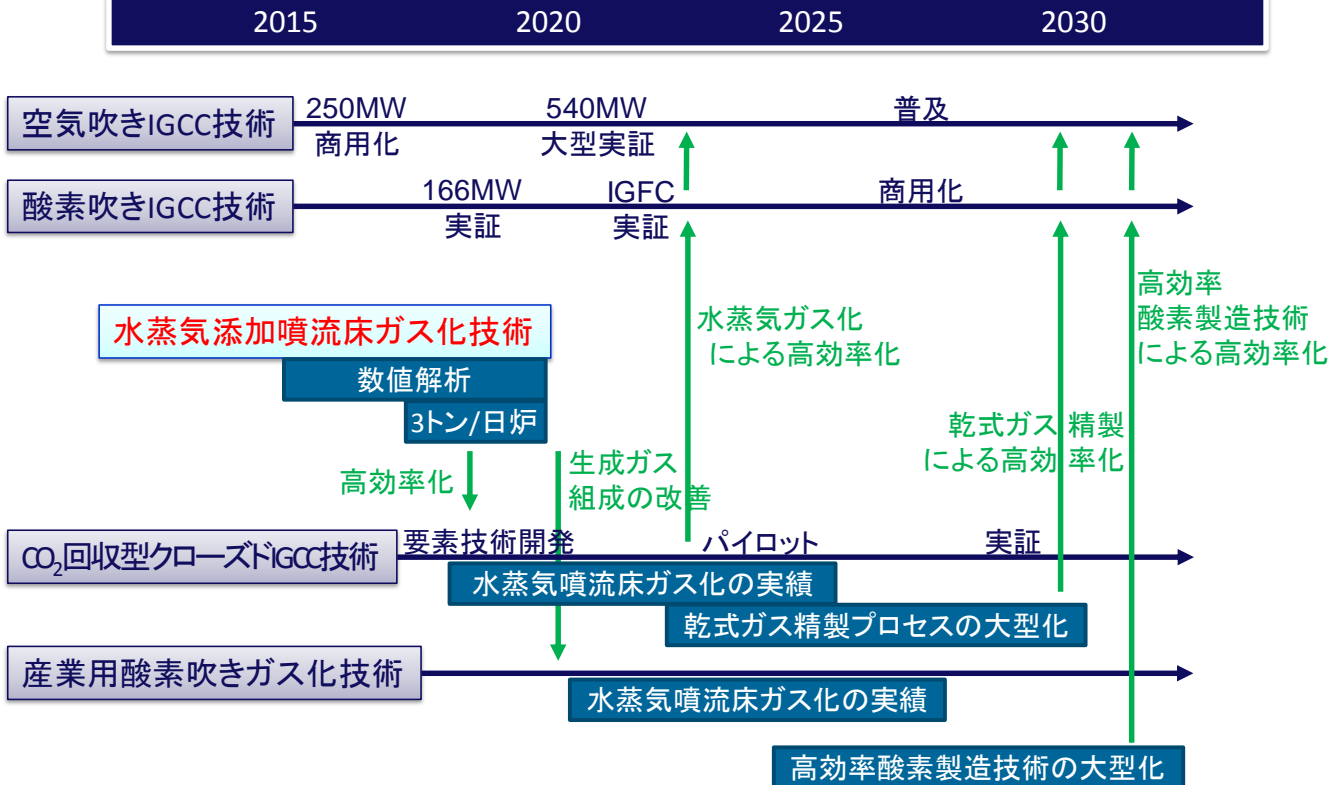 2015 2020 2025 2030
空気吹きIGCC技術
250MW
商用化
540MW
大型実証
普及
酸素吹きIGCC技術
166MW
実証
IGFC
実証
商用化
水蒸気添加噴流床ガス化技術
数値解析
3トン/日炉
高効率化
生成ガス
組成の改善
水蒸気ガス化
による高効率化
乾式ガス精製
による高効率化
高効率
酸素製造技術
による高効率化
CO₂回収型クローズドIGCC技術
要素技術開発
パイロット
実証
水蒸気噴流床ガス化の実績
乾式ガス精製プロセスの大型化
産業用酸素吹きガス化技術
水蒸気噴流床ガス化の実績
高効率酸素製造技術の大型化